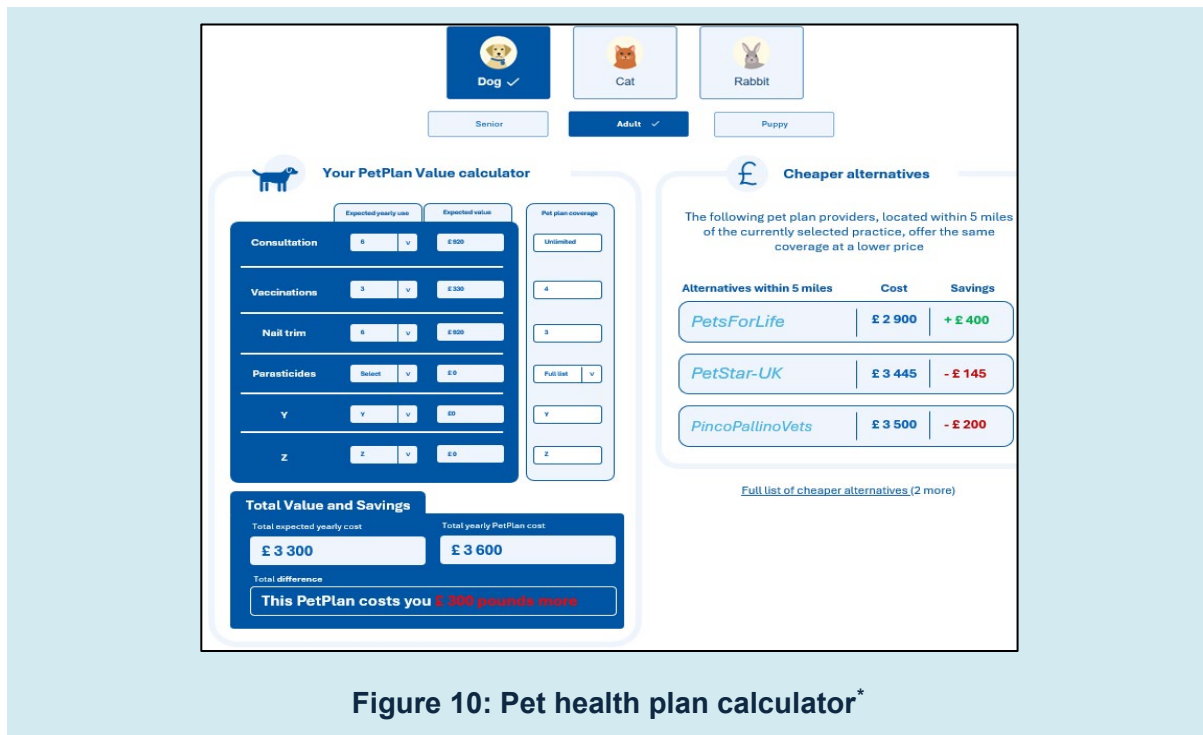 Dog ✓
Cat
Rabbit
Senior
Adult ✓
Puppy
Your PetPlan Value calculator
Expected yearly use
Expected value
Pet plan coverage
Consultation
6 v
£920
Unlimited
Vaccinations
3 v
£330
4
Nail trim
6 v
£920
3
Parasticides
Select v
£0
Full list v
Y
Y v
£0
Y
Z
Z v
£0
Z
Total Value and Savings
Total expected yearly cost
Total yearly PetPlan cost
£ 3 300
£ 3 600
Total difference
This PetPlan costs you £ 300 pounds more
£
Cheaper alternatives
The following pet plan providers, located within 5 miles
of the currently selected practice, offer the same
coverage at a lower price
Alternatives within 5 miles
Cost
Savings
PetsForLife
£ 2 900
+ £ 400
PetStar-UK
£ 3 445
- £ 145
PincoPallinoVets
£ 3 500
- £ 200
Full list of cheaper alternatives (2 more)
Figure 10: Pet health plan calculator*